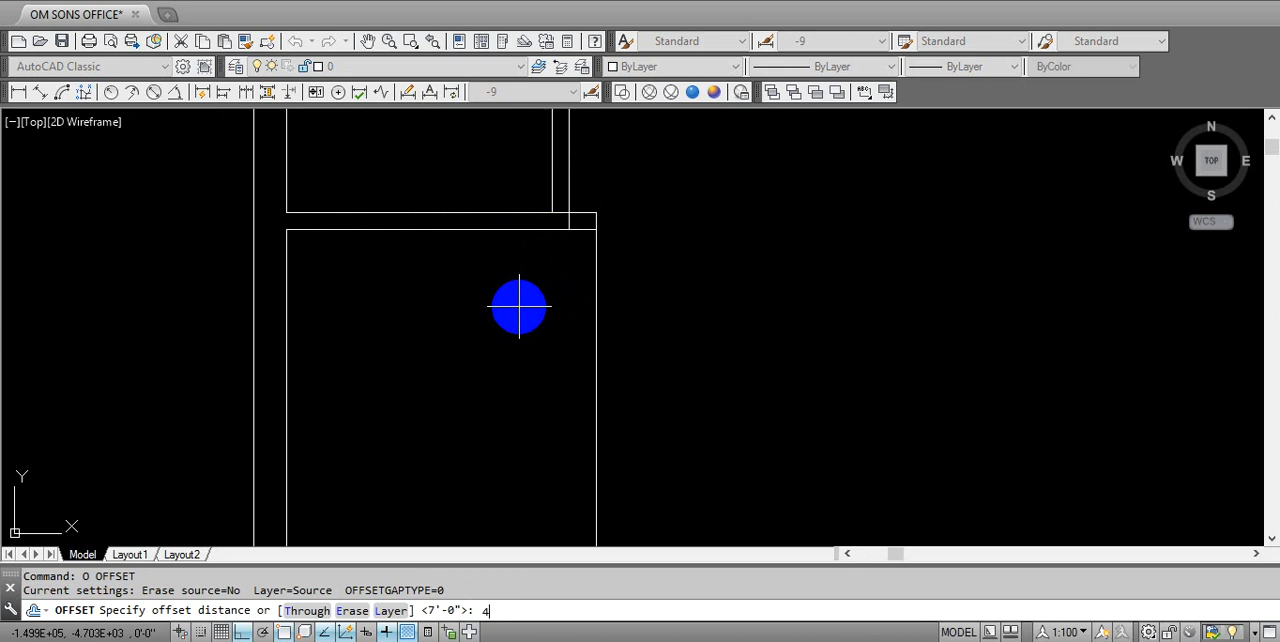 OM SONS OFFICE*
Standard -9 Standard Standard
AutoCAD Classic 0 ByLayer ByLayer ByLayer ByColor
-9
[−][Top][2D Wireframe]
N
W TOP E
S
WCS
Y
X
Model Layout1 Layout2
Command: O OFFSET
Current settings: Erase source=No Layer=Source OFFSETGAPTYPE=0
OFFSET Specify offset distance or [Through Erase Layer] <7'-0">: 4
-1.499E+05, -4.703E+03 , 0'-0" MODEL 1:100